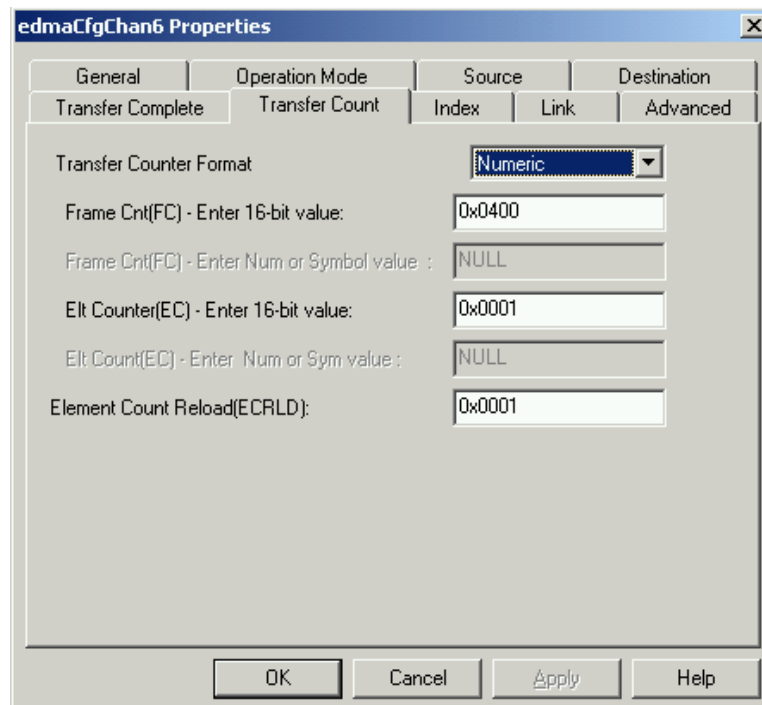 edmaCfgChan6 Properties
General Operation Mode Source Destination
Transfer Complete Transfer Count Index Link Advanced
Transfer Counter Format Numeric
Frame Cnt(FC) - Enter 16-bit value: 0x0400
Frame Cnt(FC) - Enter Num or Symbol value : NULL
Elt Counter(EC) - Enter 16-bit value: 0x0001
Elt Count(EC) - Enter Num or Sym value : NULL
Element Count Reload(ECRLD): 0x0001
OK Cancel Apply Help